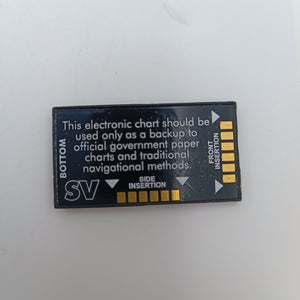 This electronic chart should be
used only as a backup to
official government paper
charts and traditional
navigational methods.
BOTTOM
SV
SIDE
INSERTION
FRONT
INSERTION